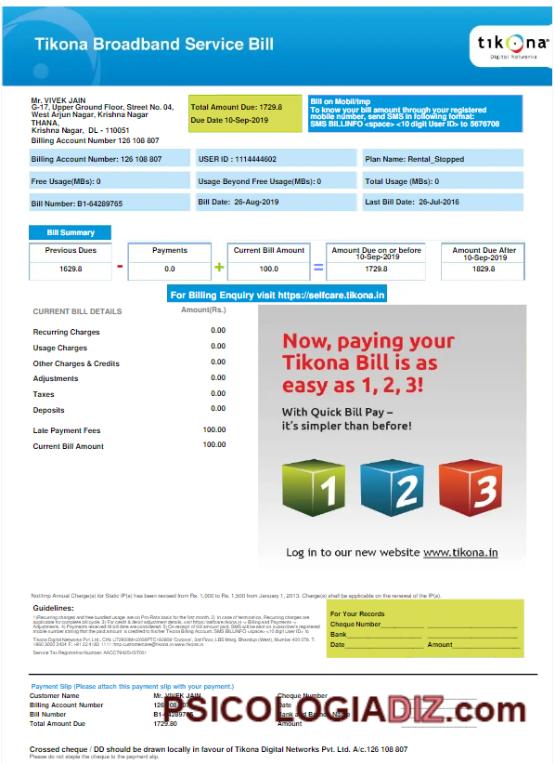 Tikona Broadband Service Bill
tikona
Digital Networks
Mr. VIVEK JAIN
G-17, Upper Ground Floor, Street No. 04,
West Arjun Nagar, Krishna Nagar
THANA,
Krishna Nagar, DL - 110051
Billing Account Number: 126 108 807
Total Amount Due: 1729.8
Due Date 10-Sep-2019
Bill on Mobil/tmp
To know your bill amount through your registered
mobile number, send SMS in following format:
SMS BILLINFO <space> <10 digit User ID> to 5676708
Billing Account Number: 126 108 807
USER ID : 1114444602
Plan Name: Rental_Stopped
Free Usage(MBs): 0
Usage Beyond Free Usage(MBs): 0
Total Usage (MBs): 0
Bill Number: B1-64289765
Bill Date: 26-Aug-2019
Last Bill Date: 26-Jul-2016
Bill Summary
Previous Dues
1629.8
-
Payments
0.0
+
Current Bill Amount
100.0
=
Amount Due on or before
10-Sep-2019
1729.8
Amount Due After
10-Sep-2019
1829.8
For Billing Enquiry visit https://selfcare.tikona.in
CURRENT BILL DETAILS Amount(Rs.)
Recurring Charges 0.00
Usage Charges 0.00
Other Charges & Credits 0.00
Adjustments 0.00
Taxes 0.00
Deposits 0.00
Late Payment Fees 100.00
Current Bill Amount 100.00
Now, paying your
Tikona Bill is as
easy as 1, 2, 3!
With Quick Bill Pay –
it's simpler than before!
1 2 3
Log in to our new website www.tikona.in
Annual Charge(s) for Static IP(s) has been revised from Rs. 1,000 to Rs. 1,500 from January 1, 2013. Charge(s) shall be applicable on the renewal of the IP(s).
Guidelines:
For Your Records
Cheque Number
Bank
Date Amount
Payment Slip (Please attach this payment slip with your payment.)
Customer Name Mr. VIVEK JAIN Cheque Number
Billing Account Number 126 108 807 Date
Bill Number B1-64289765 Bank and
Total Amount Due 1729.80 Amount
PSICOLOGIADIZ.com
Crossed cheque / DD should be drawn locally in favour of Tikona Digital Networks Pvt. Ltd. A/c.126 108 807
Please do not staple the cheque to the payment slip.